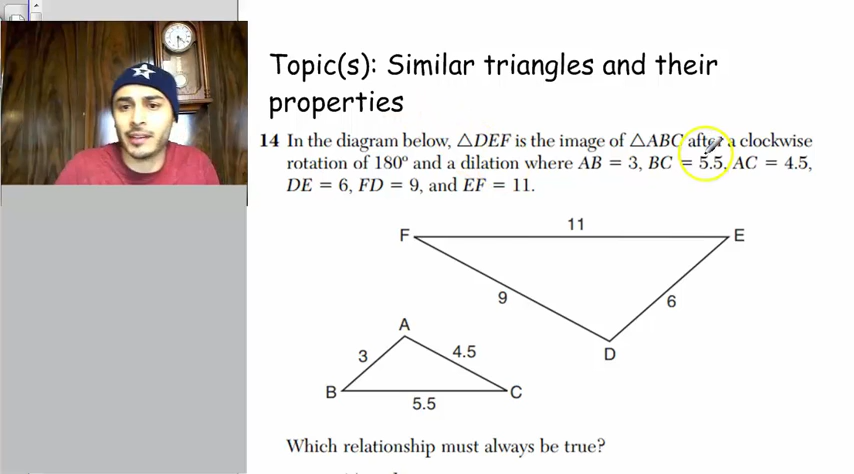 Topic(s): Similar triangles and their
properties
14 In the diagram below, △DEF is the image of △ABC after a clockwise
rotation of 180° and a dilation where AB = 3, BC = 5.5, AC = 4.5,
DE = 6, FD = 9, and EF = 11.
11
F
E
9
6
A
D
3
4.5
B
C
5.5
Which relationship must always be true?